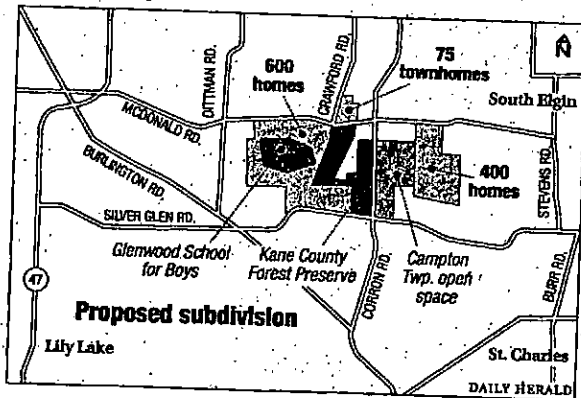 600
homes
CRAWFORD RD.
75
townhomes
N
DITTMAN RD.
South Elgin
MCDONALD RD.
BURLINGTON RD.
400
homes
STEVENS RD.
SILVER GLEN RD.
Glenwood School
for Boys
Kane County
Forest Preserve
CORRON RD.
Campton
Twp. open
space
BURR RD.
47
Proposed subdivision
Lily Lake
St. Charles
DAILY HERALD